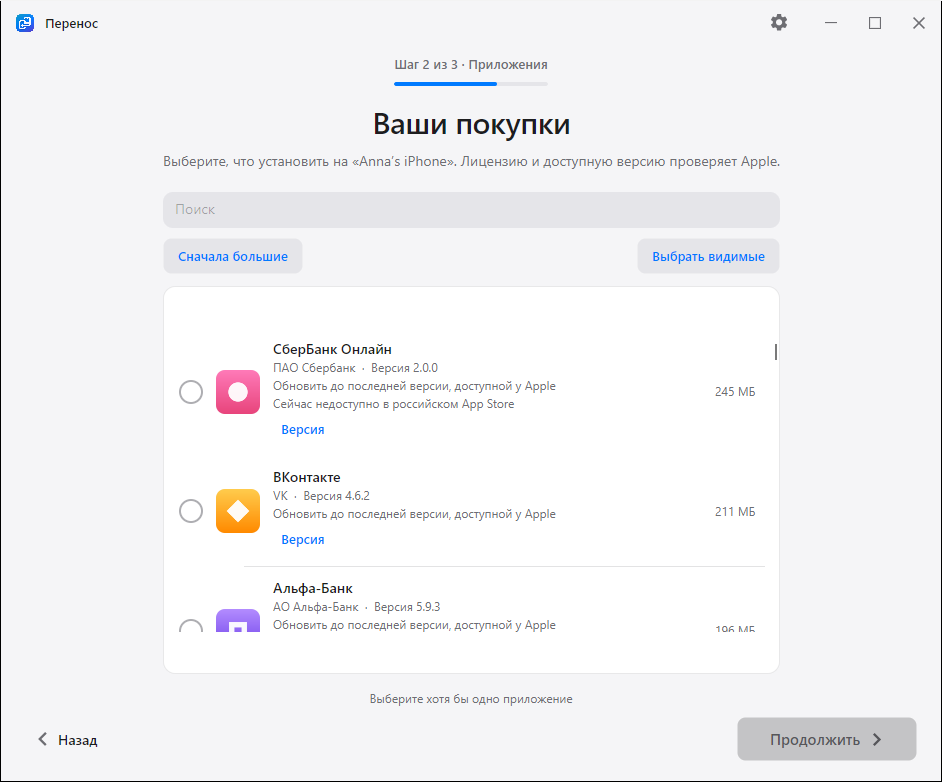 Перенос
Шаг 2 из 3 · Приложения
Ваши покупки
Выберите, что установить на «Anna's iPhone». Лицензию и доступную версию проверяет Apple.
Поиск
Сначала большие
Выбрать видимые
СберБанк Онлайн
ПАО Сбербанк · Версия 2.0.0
Обновить до последней версии, доступной у Apple
Сейчас недоступно в российском App Store
245 МБ
Версия
ВКонтакте
VK · Версия 4.6.2
Обновить до последней версии, доступной у Apple
211 МБ
Версия
Альфа-Банк
АО Альфа-Банк · Версия 5.9.3
Обновить до последней версии, доступной у Apple
196 МБ
Выберите хотя бы одно приложение
Назад
Продолжить